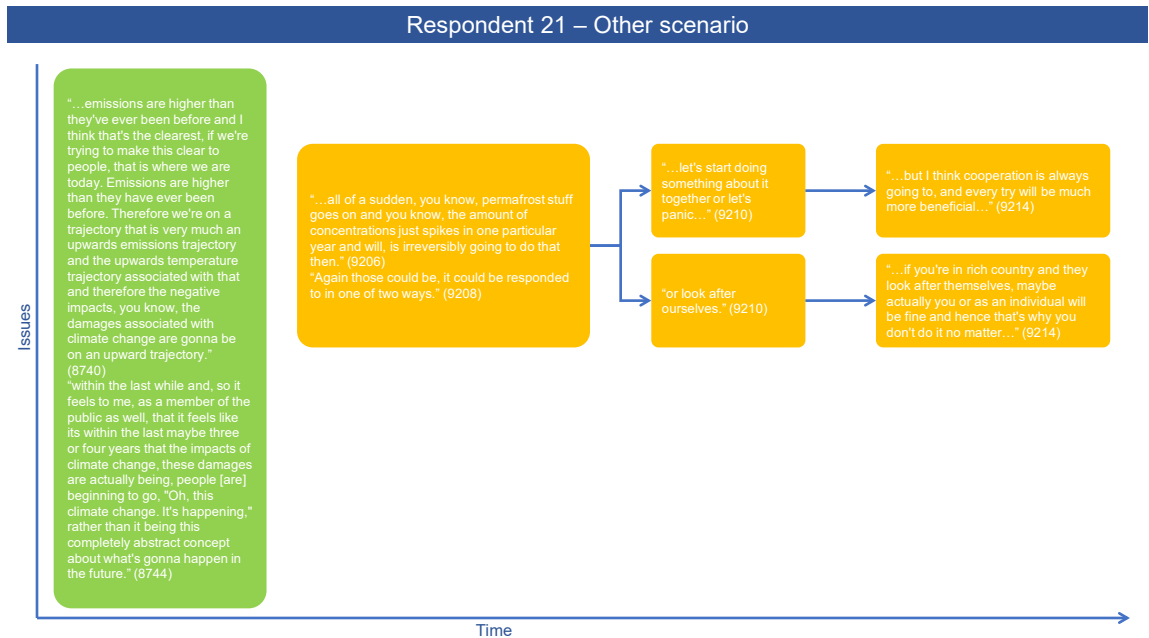 Respondent 21 – Other scenario
Issues
“…emissions are higher than
they've ever been before and I
think that's the clearest, if we're
trying to make this clear to
people, that is where we are
today. Emissions are higher
than they have ever been
before. Therefore we're on a
trajectory that is very much an
upwards emissions trajectory
and the upwards temperature
trajectory associated with that
and therefore the negative
impacts, you know, the
damages associated with
climate change are gonna be
on an upward trajectory.”
(8740)
“within the last while and, so it
feels to me, as a member of the
public as well, that it feels like
its within the last maybe three
or four years that the impacts of
climate change, these damages
are actually being, people [are]
beginning to go, "Oh, this
climate change. It's happening,"
rather than it being this
completely abstract concept
about what's gonna happen in
the future.” (8744)
“…all of a sudden, you know, permafrost stuff
goes on and you know, the amount of
concentrations just spikes in one particular
year and will, is irreversibly going to do that
then.” (9206)
“Again those could be, it could be responded
to in one of two ways.” (9208)
“…let's start doing
something about it
together or let's
panic…” (9210)
“…but I think cooperation is always
going to, and every try will be much
more beneficial…” (9214)
“or look after
ourselves.” (9210)
“…if you're in rich country and they
look after themselves, maybe
actually you or as an individual will
be fine and hence that's why you
don't do it no matter…” (9214)
Time